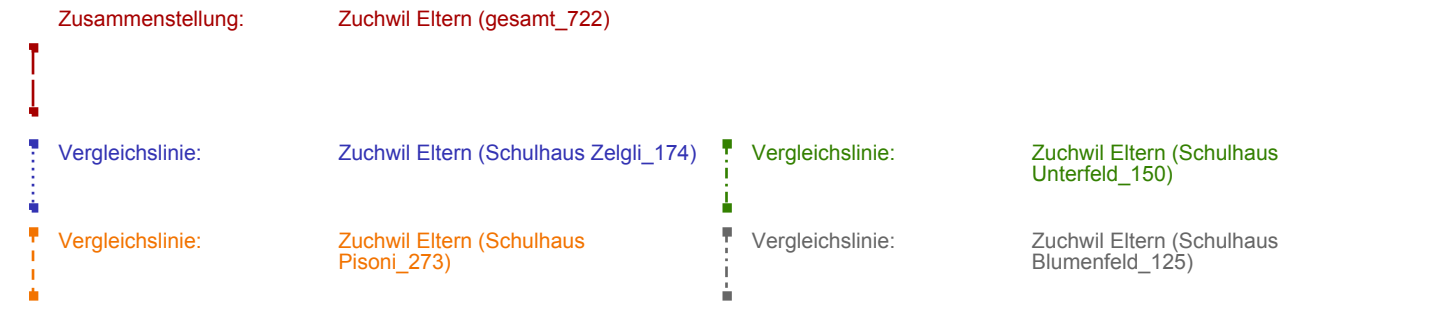 Zusammenstellung: Zuchwil Eltern (gesamt_722)
Vergleichslinie: Zuchwil Eltern (Schulhaus Zelgli_174)
Vergleichslinie: Zuchwil Eltern (Schulhaus
Unterfeld_150)
Vergleichslinie: Zuchwil Eltern (Schulhaus
Pisoni_273)
Vergleichslinie: Zuchwil Eltern (Schulhaus
Blumenfeld_125)